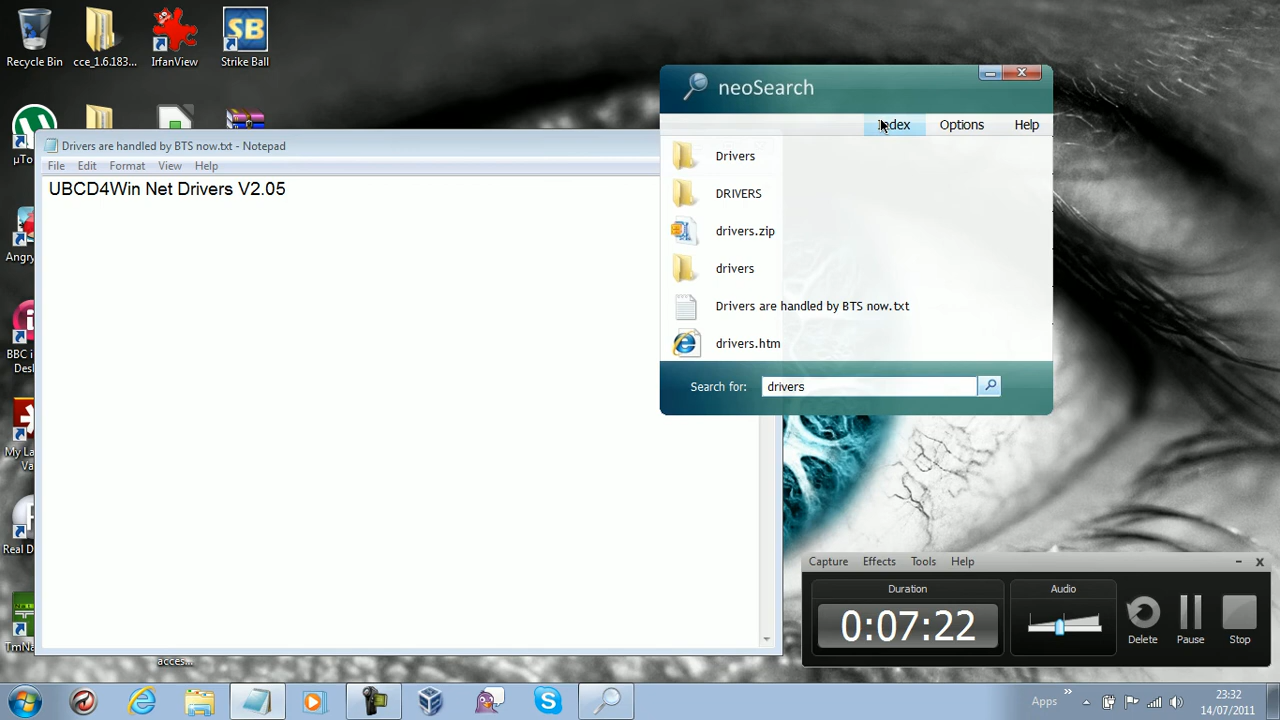 Recycle Bin
cce_1.6.183...
IrfanView
Strike Ball
µTo
Angry
BBC i
Desk
My La
Va
Real D
TmNa
acces...
Drivers are handled by BTS now.txt - Notepad
File Edit Format View Help
UBCD4Win Net Drivers V2.05
neoSearch
Index Options Help
Drivers
DRIVERS
drivers.zip
drivers
Drivers are handled by BTS now.txt
drivers.htm
Search for: drivers
Capture Effects Tools Help
Duration
0:07:22
Audio
Delete Pause Stop
Apps
23:32
14/07/2011